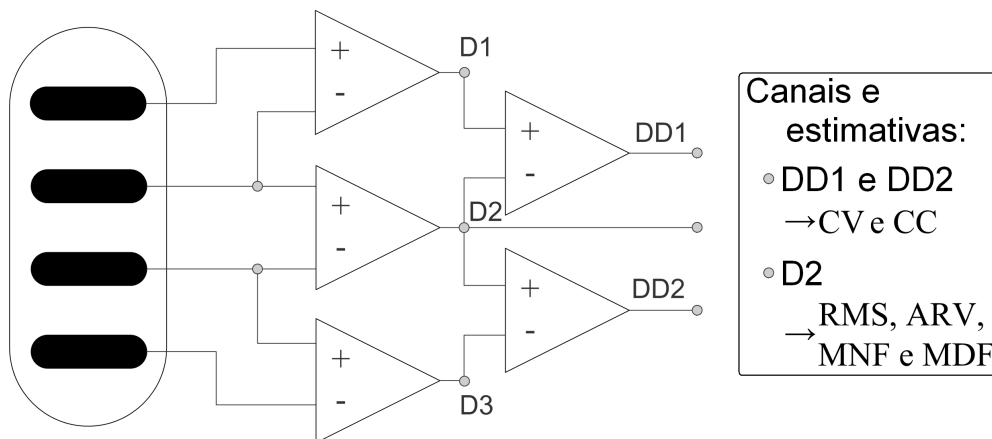 +
-
D1
+
-
DD1
+
-
D2
+
-
DD2
+
-
D3
Canais e
estimativas:
DD1 e DD2
→CV e CC
D2
→RMS, ARV,
MNF e MDF